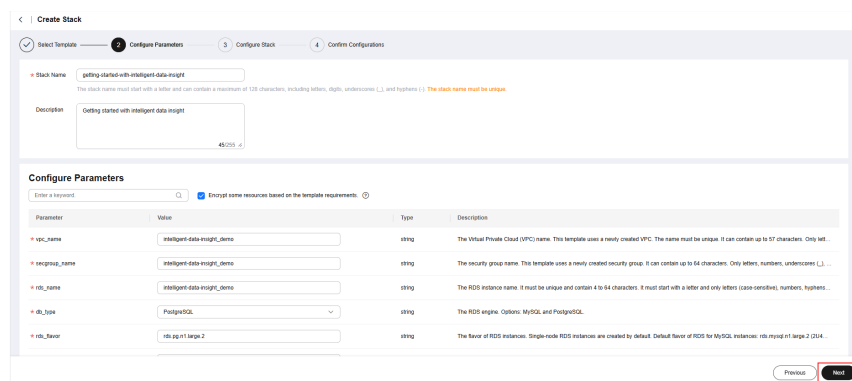 < | Create Stack
Select Template 2 Configure Parameters 3 Configure Stack 4 Confirm Configurations
* Stack Name getting-started-with-intelligent-data-insight
The stack name must start with a letter and can contain a maximum of 128 characters, including letters, digits, underscores (_), and hyphens (-). The stack name must be unique.
Description Getting started with intelligent data insight
45/255
Configure Parameters
Enter a keyword. Encrypt some resources based on the template requirements.
Parameter Value Type Description
* vpc_name intelligent-data-insight_demo string The Virtual Private Cloud (VPC) name. This template uses a newly created VPC. The name must be unique. It can contain up to 57 characters. Only lett...
* secgroup_name intelligent-data-insight_demo string The security group name. This template uses a newly created security group. It can contain up to 64 characters. Only letters, numbers, underscores (_), ...
* rds_name intelligent-data-insight_demo string The RDS instance name. It must be unique and contain 4 to 64 characters. It must start with a letter and only letters (case-sensitive), numbers, hyphens...
* db_type PostgreSQL string The RDS engine. Options: MySQL and PostgreSQL.
* rds_flavor rds.pg.n1.large.2 string The flavor of RDS instances. Single-node RDS instances are created by default. Default flavor of RDS for MySQL instances: rds.mysql.n1.large.2 (2U4...
Previous Next